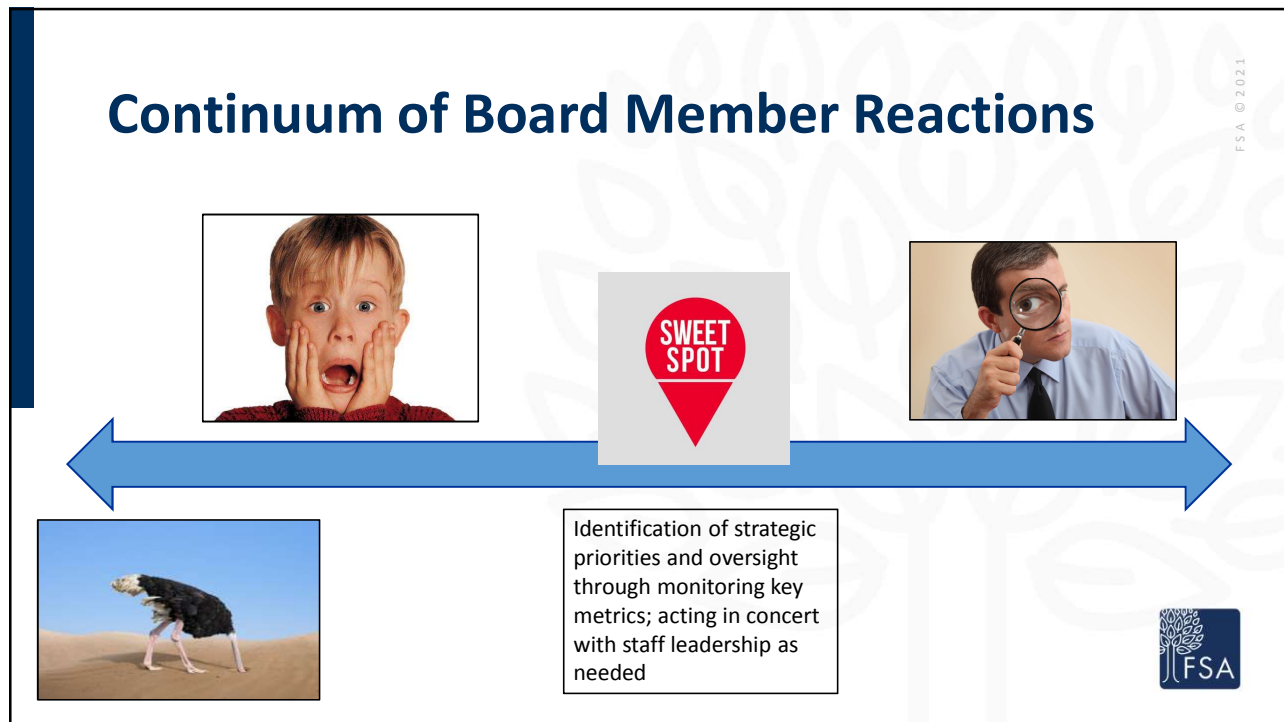 Continuum of Board Member Reactions
FSA © 2021
SWEET
SPOT
Identification of strategic
priorities and oversight
through monitoring key
metrics; acting in concert
with staff leadership as
needed
FSA